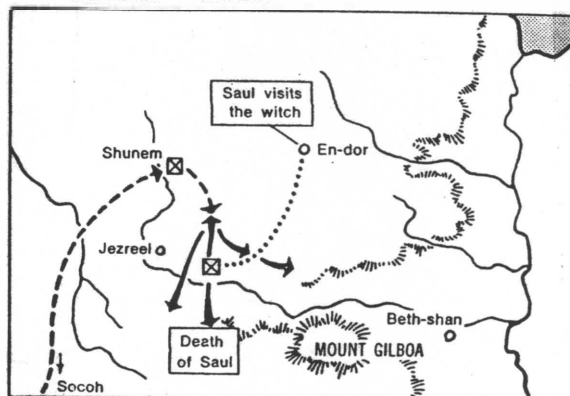 Saul visits
the witch
Shunem
En-dor
Jezreel
Death
of Saul
Beth-shan
MOUNT GILBOA
Socoh